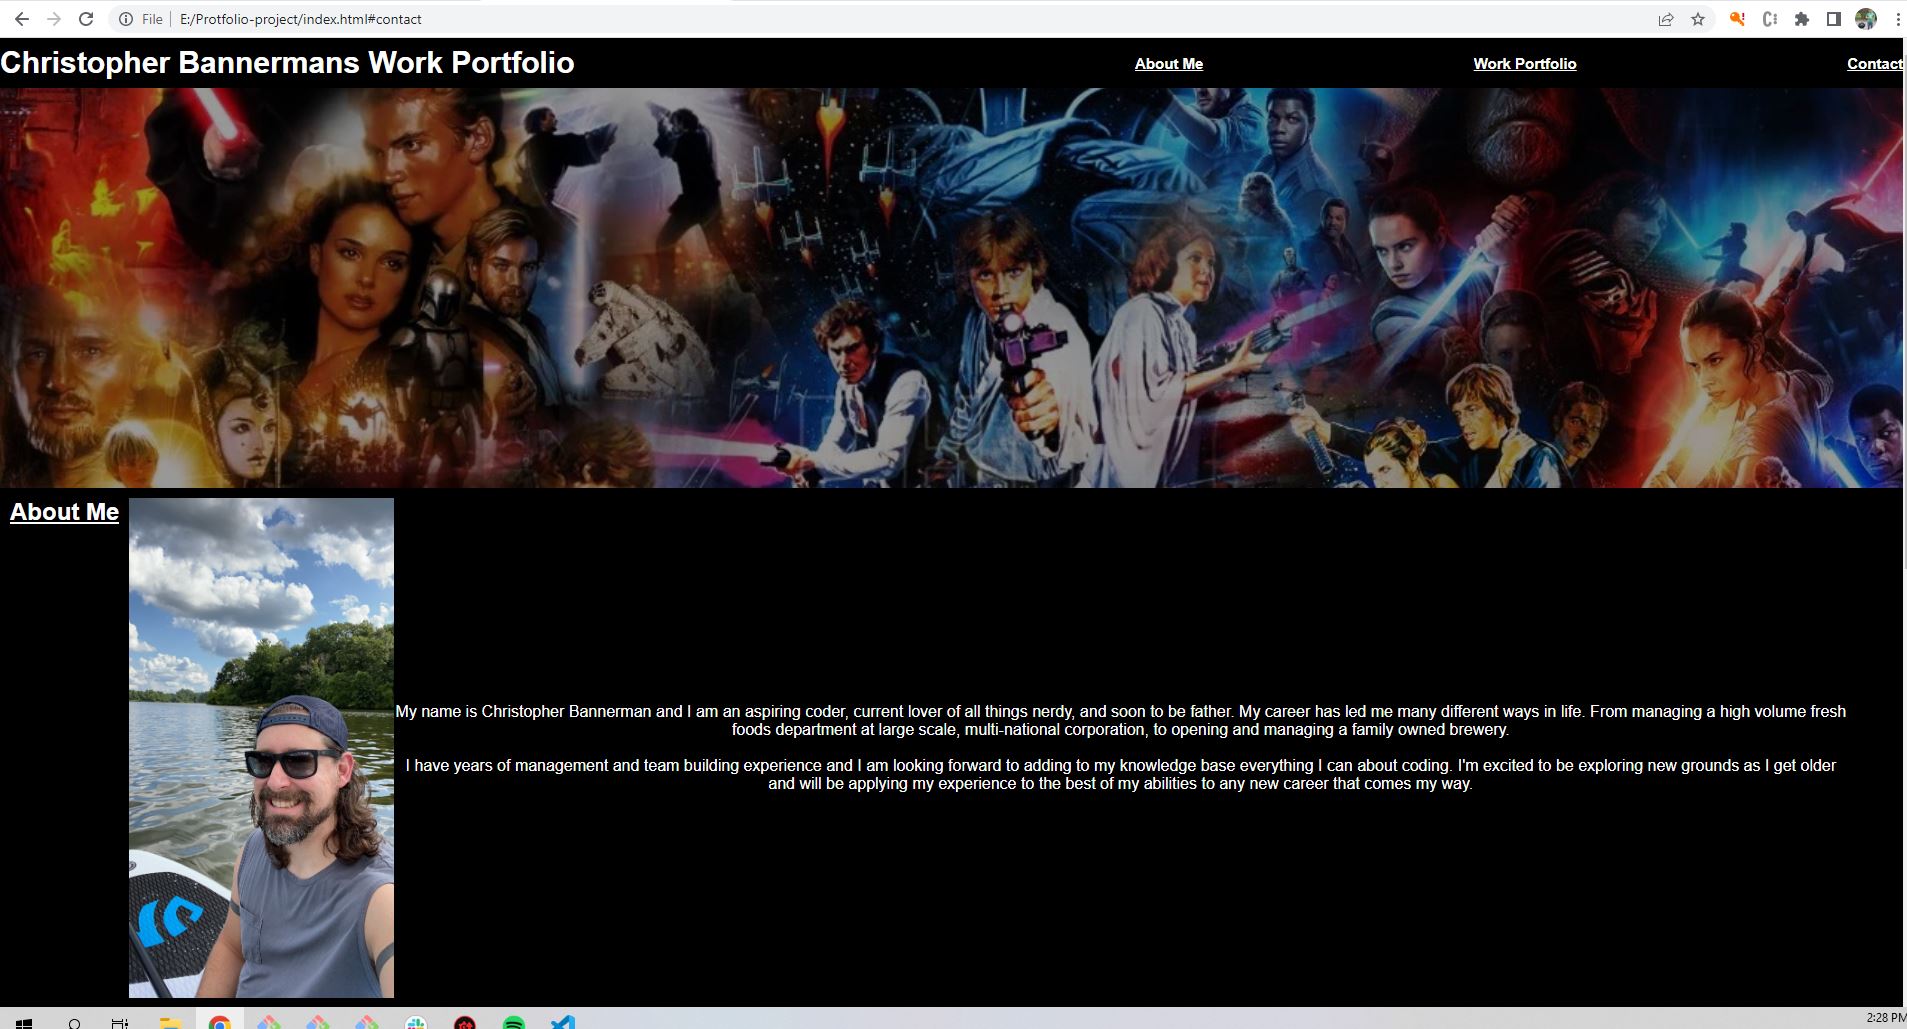 File | E:/Protfolio-project/index.html#contact
Christopher Bannermans Work Portfolio
About Me
Work Portfolio
Contact
About Me
My name is Christopher Bannerman and I am an aspiring coder, current lover of all things nerdy, and soon to be father. My career has led me many different ways in life. From managing a high volume fresh
foods department at large scale, multi-national corporation, to opening and managing a family owned brewery.
I have years of management and team building experience and I am looking forward to adding to my knowledge base everything I can about coding. I'm excited to be exploring new grounds as I get older
and will be applying my experience to the best of my abilities to any new career that comes my way.
2:28 PM